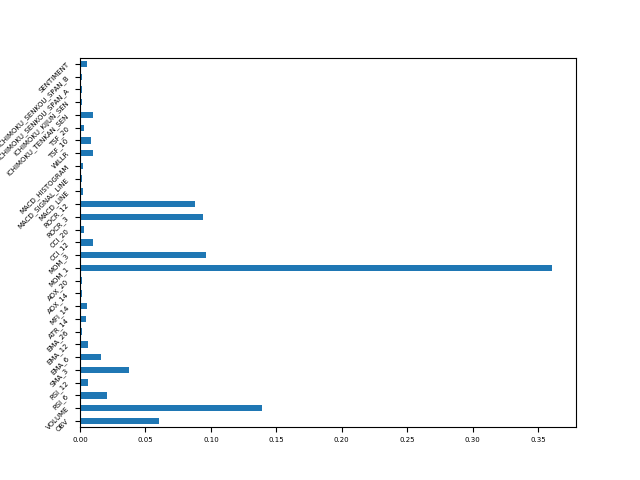 SENTIMENT
ICHIMOKU_SENKOU_SPAN_B
ICHIMOKU_SENKOU_SPAN_A
ICHIMOKU_KIJUN_SEN
ICHIMOKU_TENKAN_SEN
TSF_20
TSF_10
WILLR
MACD_HISTOGRAM
MACD_SIGNAL_LINE
MACD_LINE
ROCR_12
ROCR_3
CCI_20
CCI_12
MOM_3
MOM_1
ADX_20
ADX_14
MFI_14
ATR_14
EMA_26
EMA_12
EMA_6
SMA_3
RSI_12
RSI_6
VOLUME
OBV
0.00 0.05 0.10 0.15 0.20 0.25 0.30 0.35